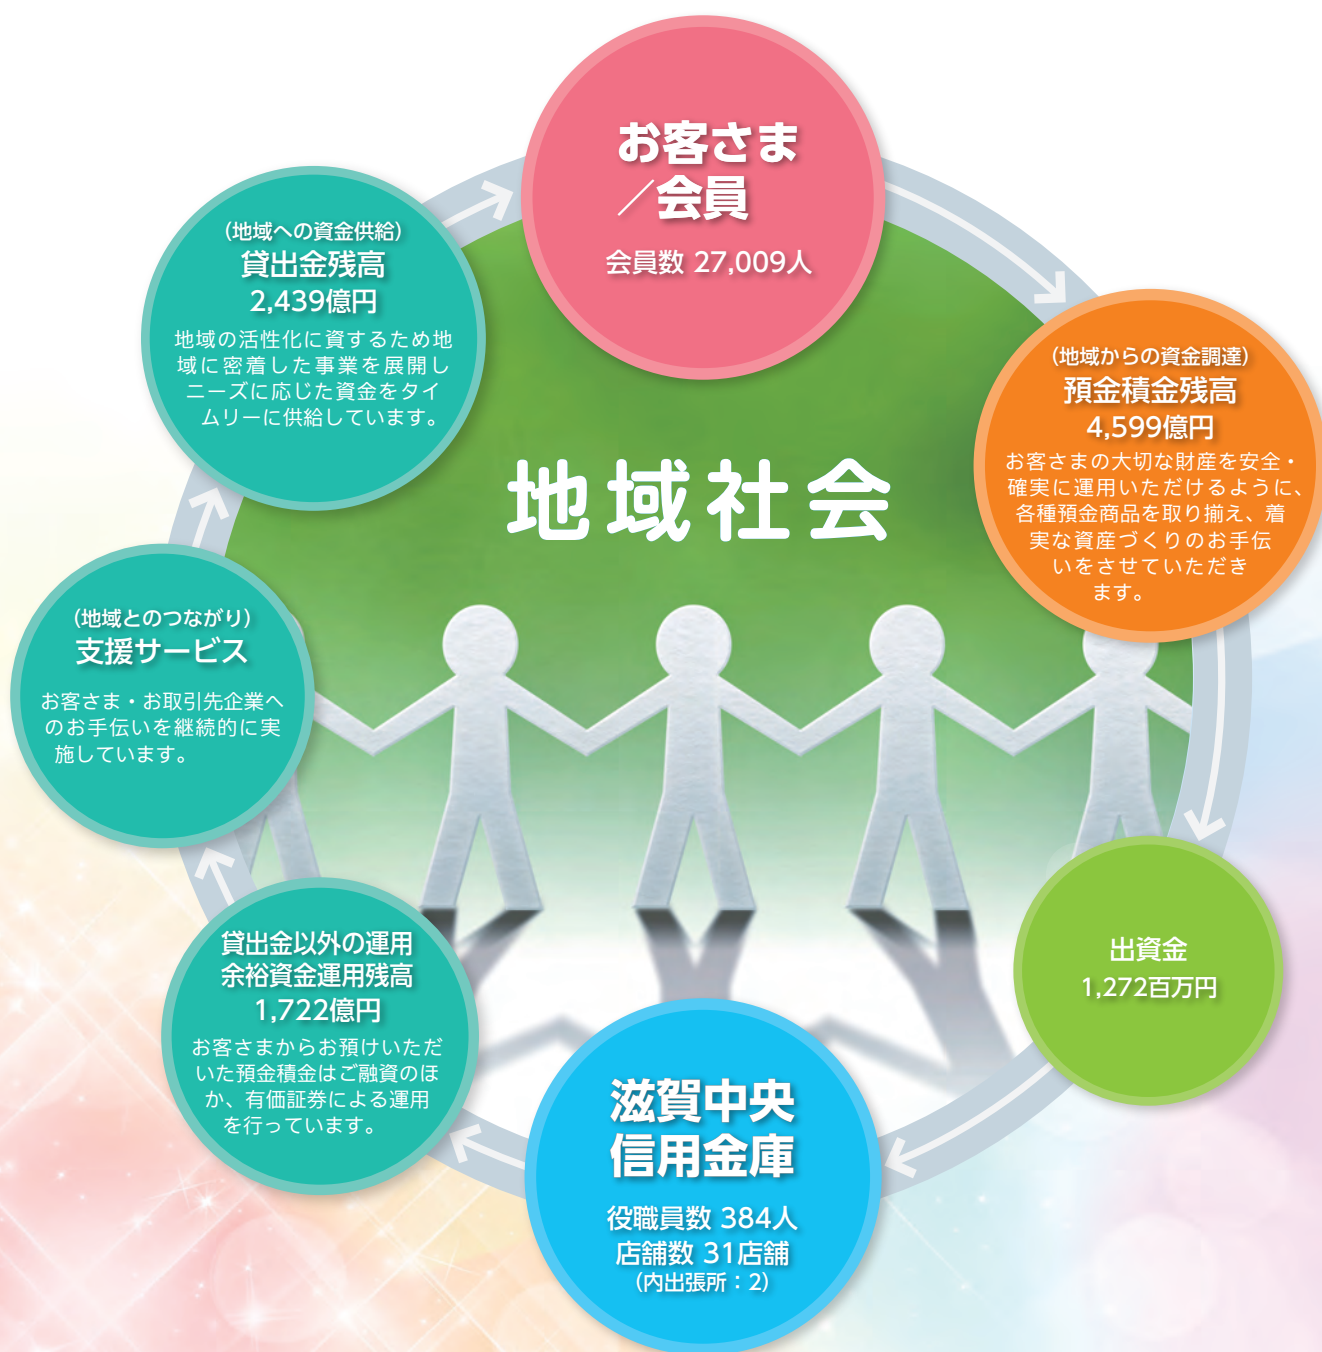 お客さま
／会員
会員数 27,009人
(地域への資金供給)
貸出金残高
2,439億円
地域の活性化に資するため地
域に密着した事業を展開し
ニーズに応じた資金をタイ
ムリーに供給しています。
(地域からの資金調達)
預金積金残高
4,599億円
お客さまの大切な財産を安全・
確実に運用いただけるように、
各種預金商品を取り揃え、着
実な資産づくりのお手伝
いをさせていただき
ます。
地域社会
(地域とのつながり)
支援サービス
お客さま・お取引先企業へ
のお手伝いを継続的に実
施しています。
出資金
1,272百万円
貸出金以外の運用
余裕資金運用残高
1,722億円
お客さまからお預けいただ
いた預金積金はご融資のほ
か、有価証券による運用
を行っています。
滋賀中央
信用金庫
役職員数 384人
店舗数 31店舗
(内出張所：2)